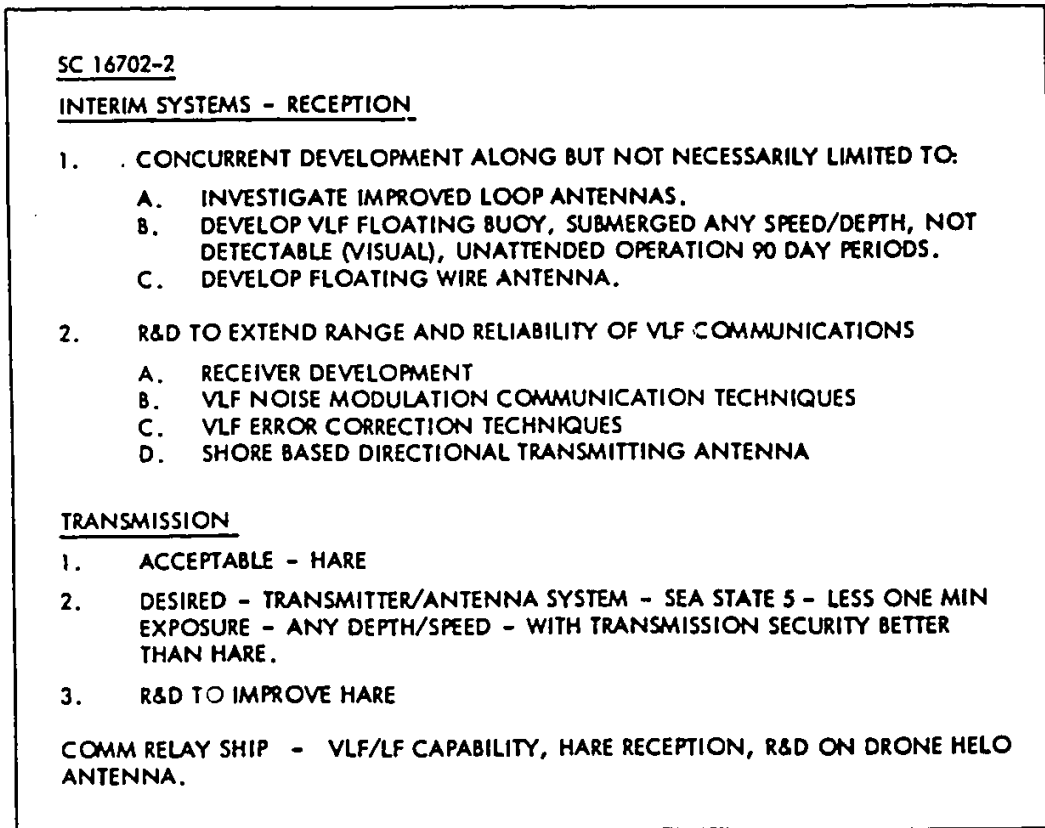 SC 16702-2
INTERIM SYSTEMS - RECEPTION
1. . CONCURRENT DEVELOPMENT ALONG BUT NOT NECESSARILY LIMITED TO:
A. INVESTIGATE IMPROVED LOOP ANTENNAS.
B. DEVELOP VLF FLOATING BUOY, SUBMERGED ANY SPEED/DEPTH, NOT
DETECTABLE (VISUAL), UNATTENDED OPERATION 90 DAY PERIODS.
C. DEVELOP FLOATING WIRE ANTENNA.
2. R&D TO EXTEND RANGE AND RELIABILITY OF VLF COMMUNICATIONS
A. RECEIVER DEVELOPMENT
B. VLF NOISE MODULATION COMMUNICATION TECHNIQUES
C. VLF ERROR CORRECTION TECHNIQUES
D. SHORE BASED DIRECTIONAL TRANSMITTING ANTENNA
TRANSMISSION
1. ACCEPTABLE - HARE
2. DESIRED - TRANSMITTER/ANTENNA SYSTEM - SEA STATE 5 - LESS ONE MIN
EXPOSURE - ANY DEPTH/SPEED - WITH TRANSMISSION SECURITY BETTER
THAN HARE.
3. R&D TO IMPROVE HARE
COMM RELAY SHIP - VLF/LF CAPABILITY, HARE RECEPTION, R&D ON DRONE HELO
ANTENNA.